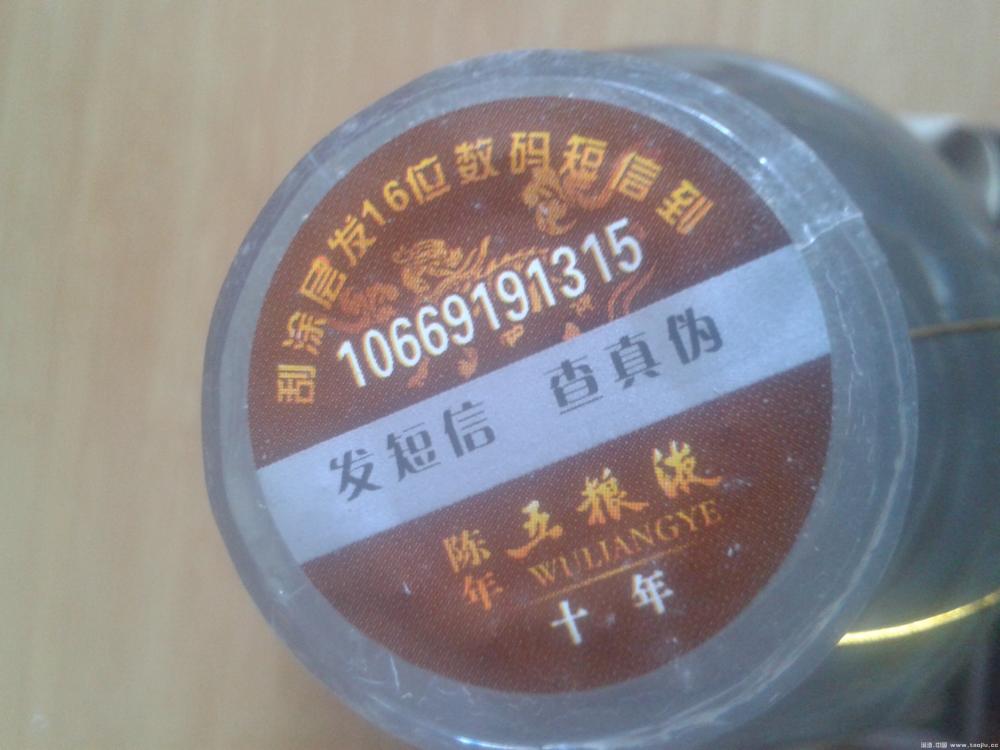 刮涂层发16位数码短信到
10669191315
发短信 查真伪
陈年 五粮液
WULIANGYE
十年